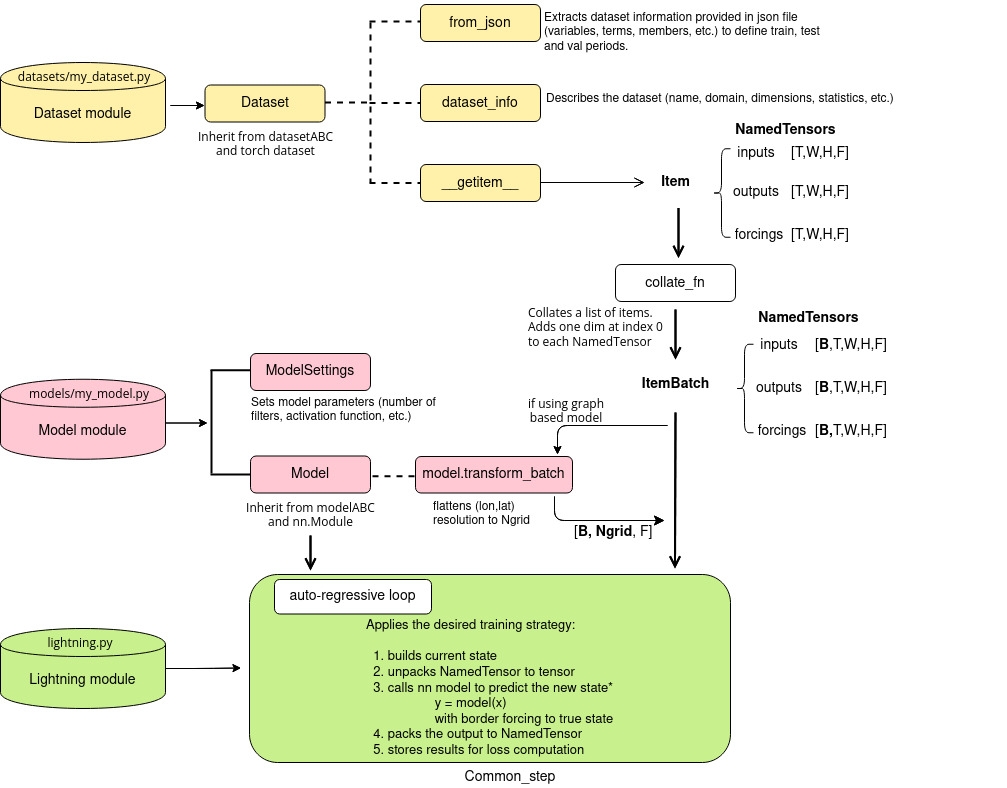 from_json
Extracts dataset information provided in json file
(variables, terms, members, etc.) to define train, test
and val periods.
datasets/my_dataset.py
Dataset module
Dataset
Inherit from datasetABC
and torch dataset
dataset_info
Describes the dataset (name, domain, dimensions, statistics, etc.)
__getitem__
Item
NamedTensors
inputs [T,W,H,F]
outputs [T,W,H,F]
forcings [T,W,H,F]
collate_fn
Collates a list of items.
Adds one dim at index 0
to each NamedTensor
NamedTensors
inputs [B,T,W,H,F]
outputs [B,T,W,H,F]
forcings [B,T,W,H,F]
ItemBatch
models/my_model.py
Model module
ModelSettings
Sets model parameters (number of
filters, activation function, etc.)
if using graph
based model
Model
Inherit from modelABC
and nn.Module
model.transform_batch
flattens (lon,lat)
resolution to Ngrid
[B, Ngrid, F]
lightning.py
Lightning module
auto-regressive loop
Applies the desired training strategy:
1. builds current state
2. unpacks NamedTensor to tensor
3. calls nn model to predict the new state*
y = model(x)
with border forcing to true state
4. packs the output to NamedTensor
5. stores results for loss computation
Common_step